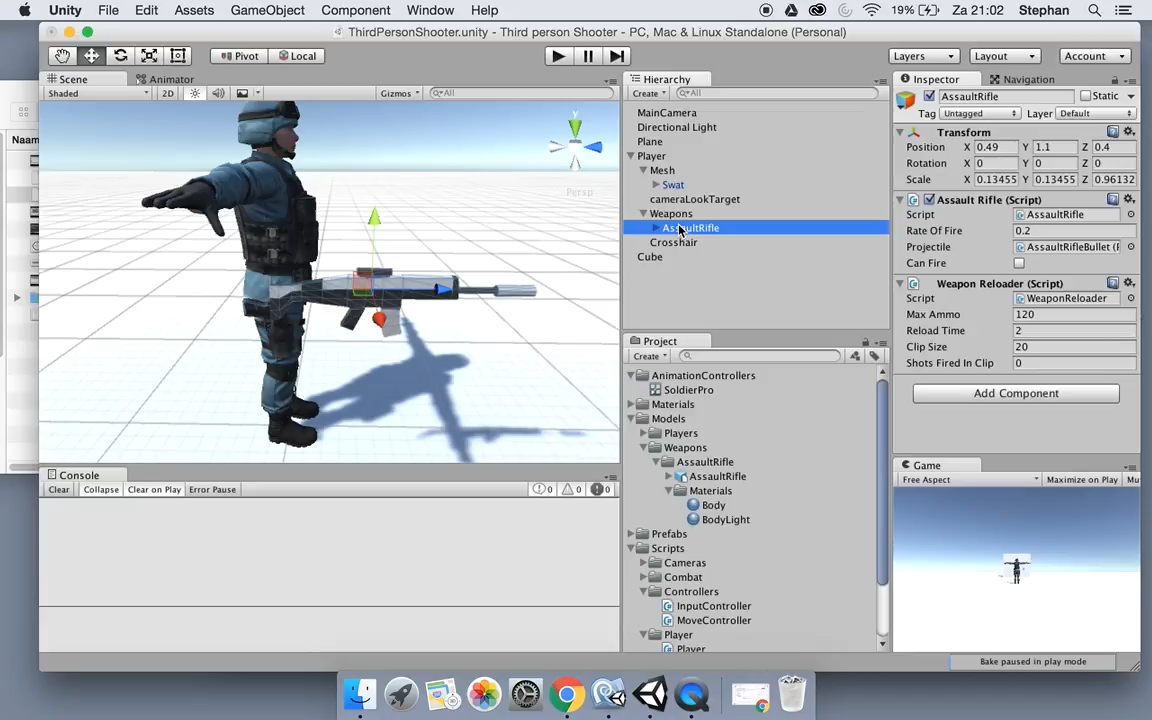 Unity File Edit Assets GameObject Component Window Help 19% Za 21:02 Stephan
ThirdPersonShooter.unity - Third person Shooter - PC, Mac & Linux Standalone (Personal)
Pivot Local Layers Layout Account
Scene Animator Hierarchy Inspector Navigation
Shaded 2D Gizmos All Create All
AssaultRifle Static
Tag Untagged Layer Default
MainCamera
Directional Light
Plane
Player
Mesh
Swat
cameraLookTarget
Weapons
AssaultRifle
Crosshair
Cube
Transform
Position X 0.49 Y 1.1 Z 0.4
Rotation X 0 Y 0 Z 0
Scale X 0.13455 Y 0.13455 Z 0.96132
Assault Rifle (Script)
Script AssaultRifle
Rate Of Fire 0.2
Projectile AssaultRifleBullet (F
Can Fire
Weapon Reloader (Script)
Script WeaponReloader
Max Ammo 120
Reload Time 2
Clip Size 20
Shots Fired In Clip 0
Add Component
y
Persp
Naam
Project
Create
AnimationControllers
SoldierPro
Materials
Models
Players
Weapons
AssaultRifle
AssaultRifle
Materials
Body
BodyLight
Prefabs
Scripts
Cameras
Combat
Controllers
InputController
MoveController
Player
Player
Console
Clear Collapse Clear on Play Error Pause 0 0 0
Game
Free Aspect Maximize on Play Mu
Bake paused in play mode